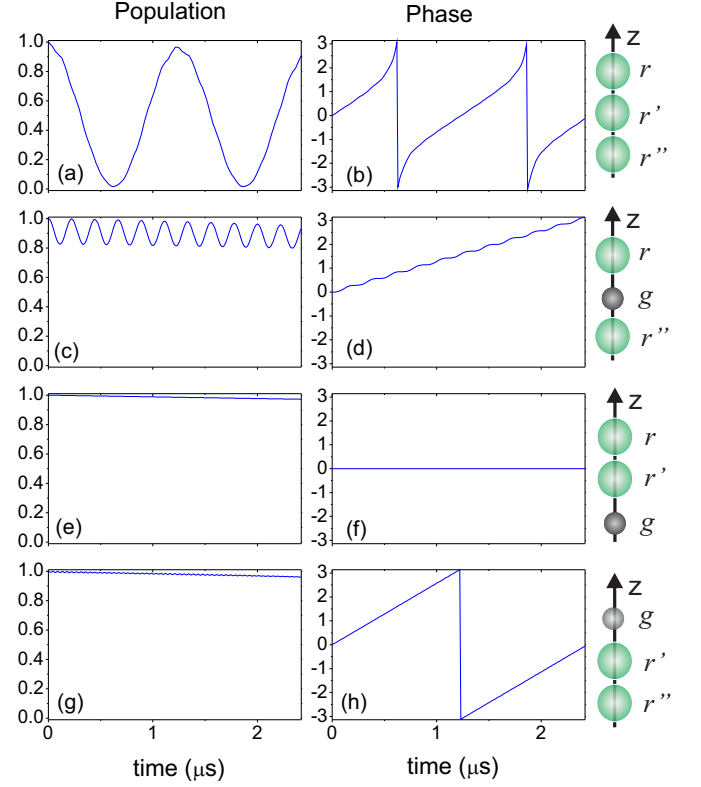 Population Phase
1.0
0.8
0.6
0.4
0.2
0.0
(a)
3
2
1
0
-1
-2
-3
(b)
z
r
r'
r''
1.0
0.8
0.6
0.4
0.2
0.0
(c)
3
2
1
0
-1
-2
-3
(d)
z
r
g
r''
1.0
0.8
0.6
0.4
0.2
0.0
(e)
3
2
1
0
-1
-2
-3
(f)
z
r
r'
g
1.0
0.8
0.6
0.4
0.2
0.0
(g)
3
2
1
0
-1
-2
-3
(h)
z
g
r'
r''
0 1 2 0 1 2
time (μs) time (μs)